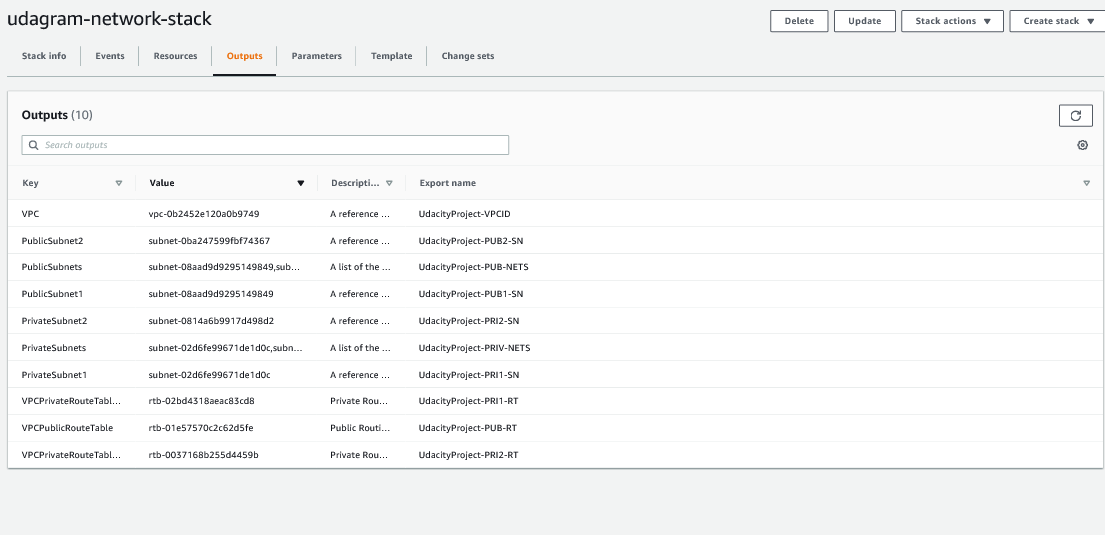 udagram-network-stack
Delete Update Stack actions Create stack
Stack info Events Resources Outputs Parameters Template Change sets
Outputs (10)
Search outputs
Key Value Descripti... Export name
VPC vpc-0b2452e120a0b9749 A reference ... UdacityProject-VPCID
PublicSubnet2 subnet-0ba247599fbf74367 A reference ... UdacityProject-PUB2-SN
PublicSubnets subnet-08aad9d9295149849,sub... A list of the ... UdacityProject-PUB-NETS
PublicSubnet1 subnet-08aad9d9295149849 A reference ... UdacityProject-PUB1-SN
PrivateSubnet2 subnet-0814a6b9917d498d2 A reference ... UdacityProject-PRI2-SN
PrivateSubnets subnet-02d6fe99671de1d0c,subn... A list of the ... UdacityProject-PRIV-NETS
PrivateSubnet1 subnet-02d6fe99671de1d0c A reference ... UdacityProject-PRI1-SN
VPCPrivateRouteTabl... rtb-02bd4318aeac83cd8 Private Rou... UdacityProject-PRI1-RT
VPCPublicRouteTable rtb-01e57570c2c62d5fe Public Routi... UdacityProject-PUB-RT
VPCPrivateRouteTabl... rtb-0037168b255d4459b Private Rou... UdacityProject-PRI2-RT